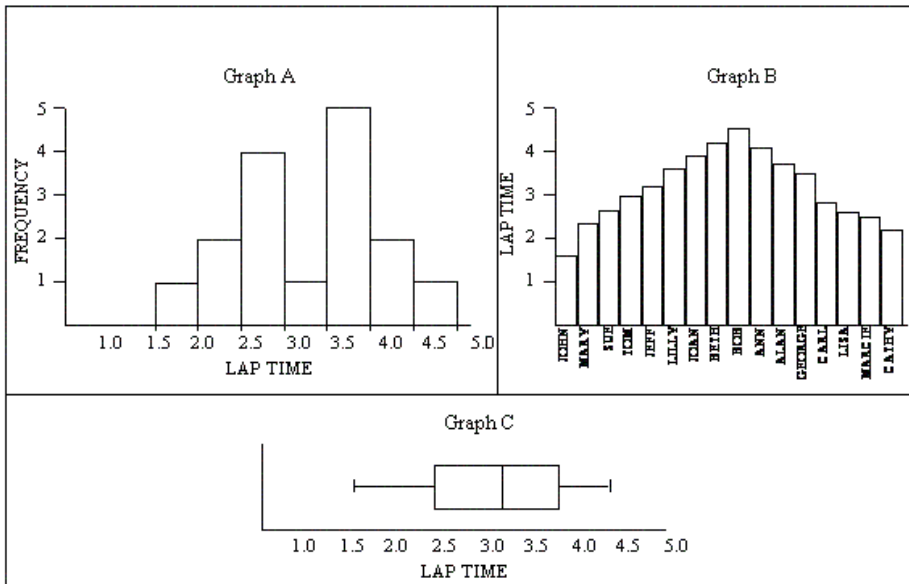 Graph A
5
4
3
2
1
FREQUENCY
1.0 1.5 2.0 2.5 3.0 3.5 4.0 4.5 5.0
LAP TIME
Graph B
5
4
3
2
1
LAP TIME
JOHN
MARY
SUE
TOM
JEFF
LILLY
JOAN
BETH
BOB
ANN
ALAN
GEORGE
CARL
LISA
MARCIE
CATHY
Graph C
1.0 1.5 2.0 2.5 3.0 3.5 4.0 4.5 5.0
LAP TIME